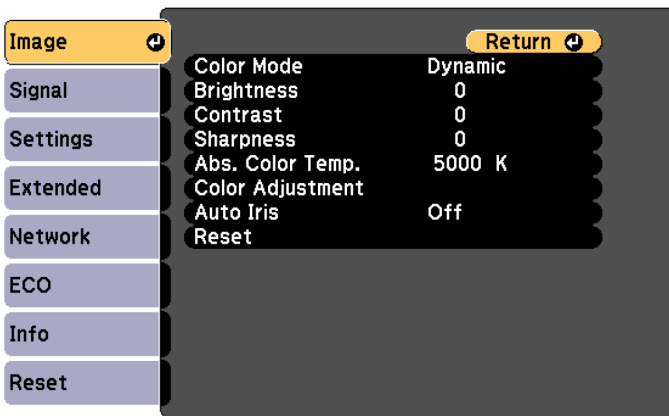 Image
Signal
Settings
Extended
Network
ECO
Info
Reset
Return
Color Mode Dynamic
Brightness 0
Contrast 0
Sharpness 0
Abs. Color Temp. 5000 K
Color Adjustment
Auto Iris Off
Reset